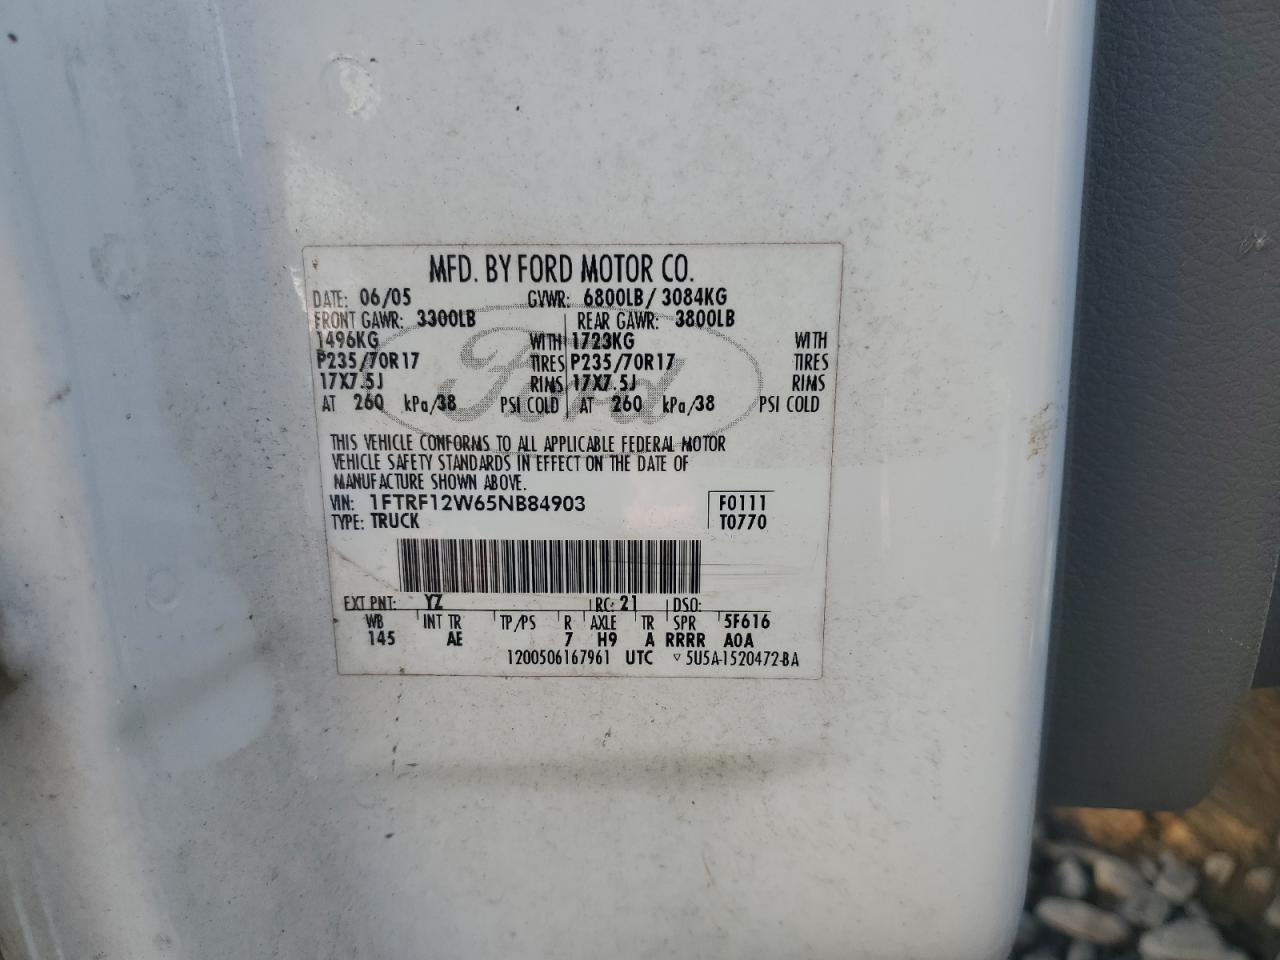 MFD. BY FORD MOTOR CO.
DATE: 06/05 GVWR: 6800LB/ 3084KG
FRONT GAWR: 3300LB REAR GAWR: 3800LB
1496KG WITH 1723KG WITH
P235/70R17 TIRES P235/70R17 TIRES
17X7.5J RIMS 17X7.5J RIMS
AT 260 kPa/38 PSI COLD AT 260 kPa/38 PSI COLD
Ford
THIS VEHICLE CONFORMS TO ALL APPLICABLE FEDERAL MOTOR
VEHICLE SAFETY STANDARDS IN EFFECT ON THE DATE OF
MANUFACTURE SHOWN ABOVE.
VIN: 1FTRF12W65NB84903 F0111
TYPE: TRUCK T0770
EXT PNT: YZ RC: 21 DSO:
WB INT TR TP/PS R AXLE TR SPR 5F616
145 AE 7 H9 A RRRR A0A
1200506167961 UTC ▽ 5U5A-1520472-BA